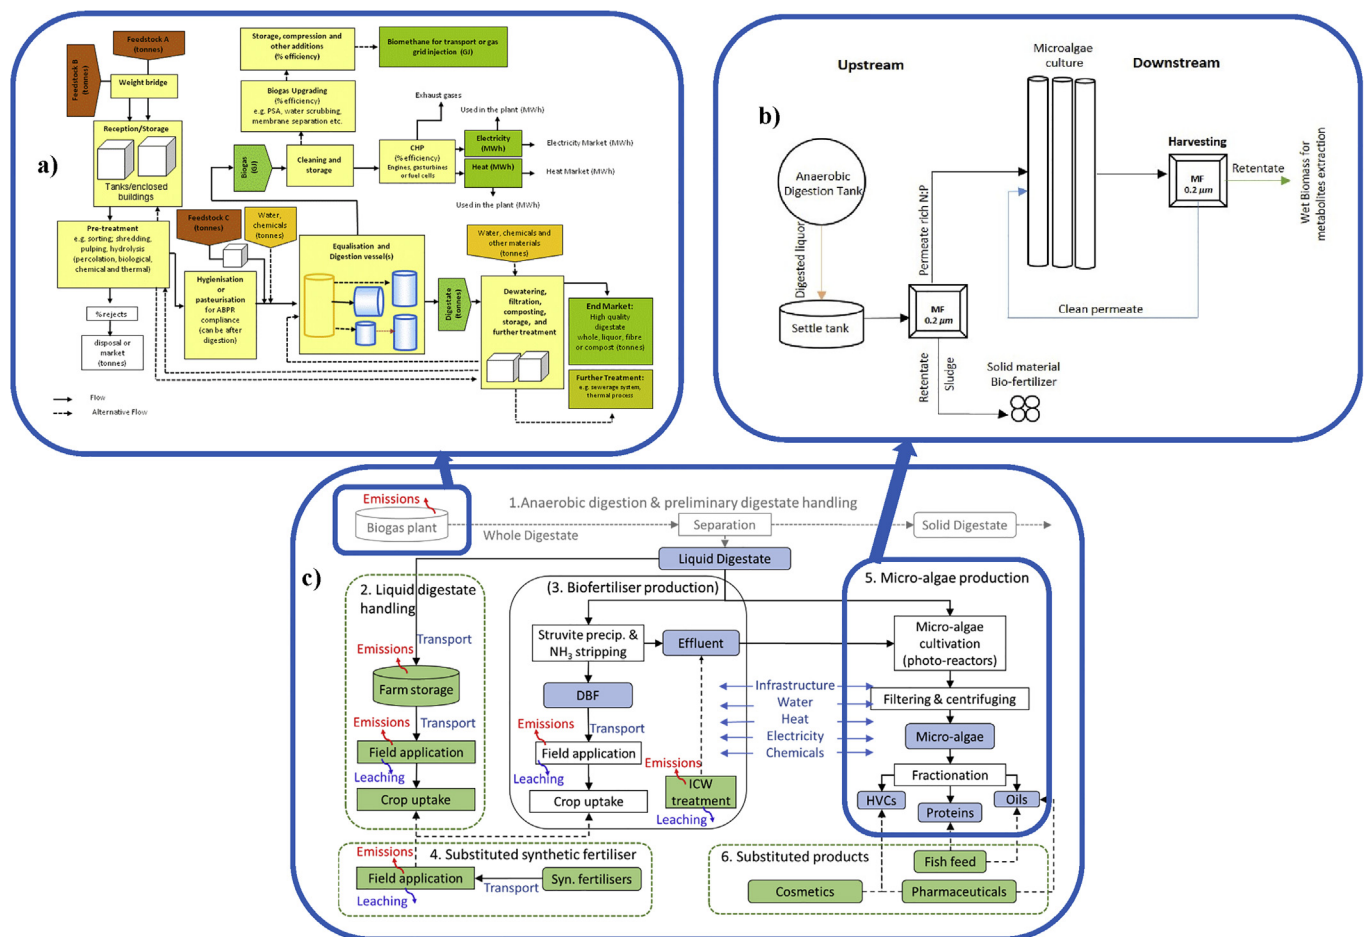 a)
Feedstock A
(tonnes)
Feedstock B
(tonnes)
Weight bridge
Reception/Storage
Tanks/enclosed
buildings
Pre-treatment
e.g. sorting; shredding,
pulping, hydrolysis
(percolation, biological,
chemical and thermal)
% rejects
disposal or
market
(tonnes)
Flow
Alternative Flow
Storage, compression and
other additions
(% efficiency)
Biomethane for transport or gas
grid injection (GJ)
Biogas Upgrading
(% efficiency)
e.g. PSA, water scrubbing,
membrane separation etc.
Biogas
(GJ)
Cleaning and
storage
Exhaust gases
CHP
(% efficiency)
Engines, gasturbines
or fuel cells
Used in the plant (MWh)
Electricity
(MWh)
Electricity Market (MWh)
Heat (MWh)
Heat Market (MWh)
Used in the plant (MWh)
Feedstock C
(tonnes)
Water,
chemicals
(tonnes)
Hygienisation or
pasteurisation
for ABPR
compliance
(can be after
digestion)
Equalisation and
Digestion vessel(s)
Digestate
(tonnes)
Water, chemicals and
other materials
(tonnes)
Dewatering,
filtration,
composting,
storage, and
further treatment
End Market:
High quality
digestate
whole, liquor, fibre
or compost (tonnes)
Further Treatment:
e.g. sewerage system,
thermal process
b)
Upstream
Downstream
Microalgae
culture
Anaerobic
Digestion Tank
Digested liquor
Settle tank
MF
0.2 µm
Permeate rich N:P
Retentate
Sludge
Solid material
Bio-fertilizer
Harvesting
MF
0.2 µm
Retentate
Clean permeate
Wet Biomass for
metabolites extraction
c)
Emissions
Biogas plant
1.Anaerobic digestion & preliminary digestate handling
Whole Digestate
Separation
Solid Digestate
Liquid Digestate
2. Liquid digestate
handling
Transport
Emissions
Farm storage
Emissions
Transport
Field application
Leaching
Crop uptake
(3. Biofertiliser production)
Struvite precip. &
NH3 stripping
Effluent
DBF
Emissions
Transport
Field application
Leaching
Crop uptake
Emissions
ICW
treatment
Leaching
Infrastructure
Water
Heat
Electricity
Chemicals
5. Micro-algae production
Micro-algae
cultivation
(photo-reactors)
Filtering & centrifuging
Micro-algae
Fractionation
HVCs
Proteins
Oils
4. Substituted synthetic fertiliser
Emissions
Field application
Leaching
Transport
Syn. fertilisers
6. Substituted products
Fish feed
Cosmetics
Pharmaceuticals